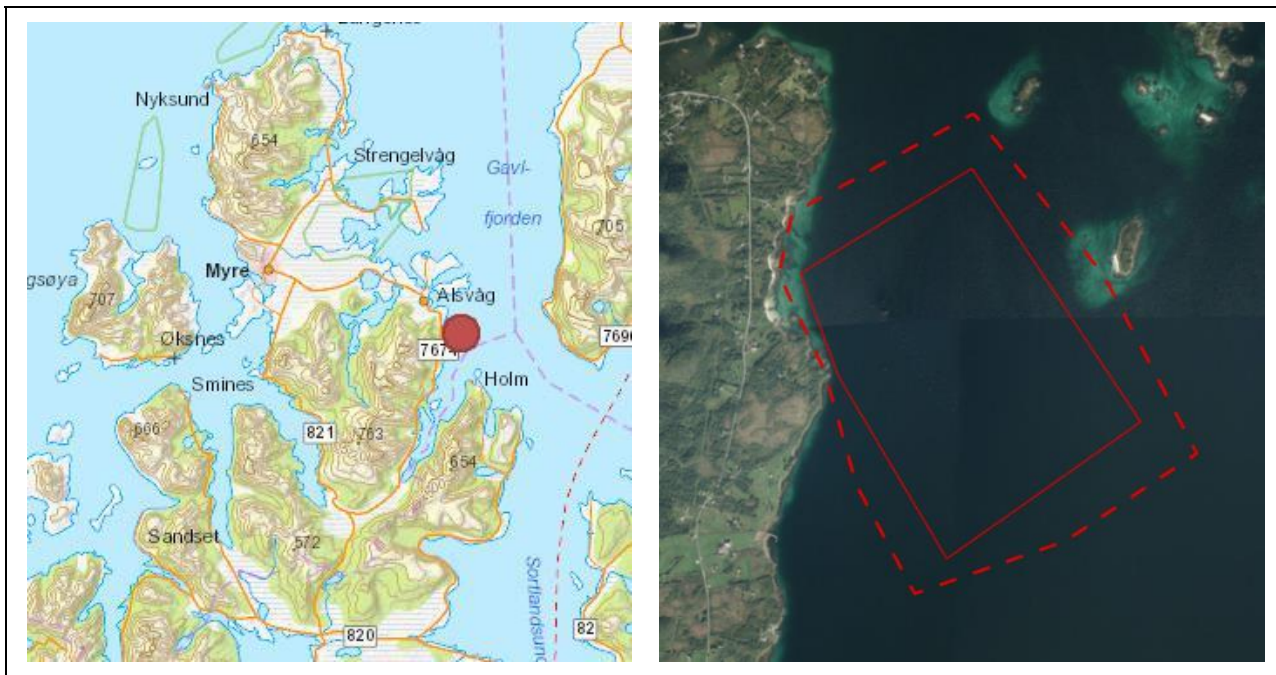 Nyksund
654
Strengelvåg
Gavl-
fjorden
705
Myre
gsøya
707
Alsvåg
Øksnes
7674
7690
Smines
Holm
666
821
763
654
Sandset
572
Sortlandsund
820
82